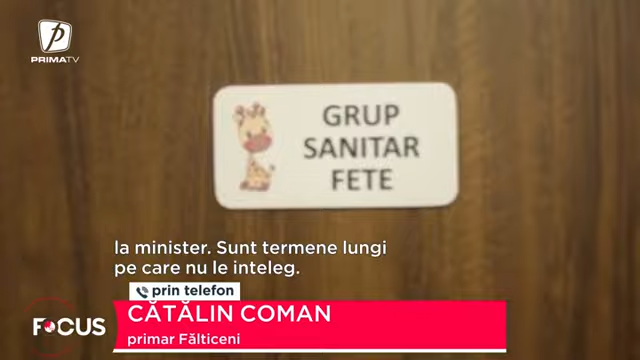 PRIMATV
GRUP
SANITAR
FETE
la minister. Sunt termene lungi
pe care nu le inteleg.
prin telefon
CĂTĂLIN COMAN
primar Fălticeni
FOCUS